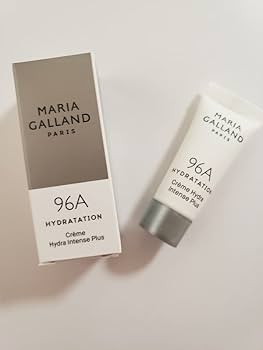 MARIA
GALLAND
PARIS
96A
HYDRATATION
Crème
Hydra Intense Plus
MARIA
GALLAND
PARIS
96A
HYDRATATION
Crème Hydra
Intense Plus